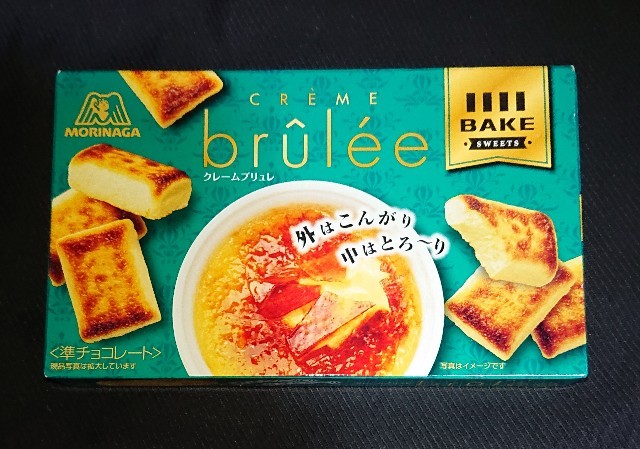 MORINAGA
CRÈME
brûlée
クレームブリュレ
BAKE
SWEETS
外はこんがり
中はとろ〜り
<準チョコレート>
現品写真は拡大しています
写真はイメージです